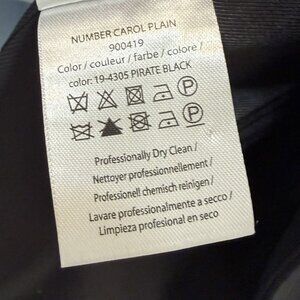 NUMBER CAROL PLAIN
900419
Color / couleur / farbe / colore /
color: 19-4305 PIRATE BLACK
P
P
Professionally Dry Clean /
Nettoyer professionnellement /
Professionell chemisch reinigen /
Lavare professionalmente a secco /
Limpieza profesional en seco